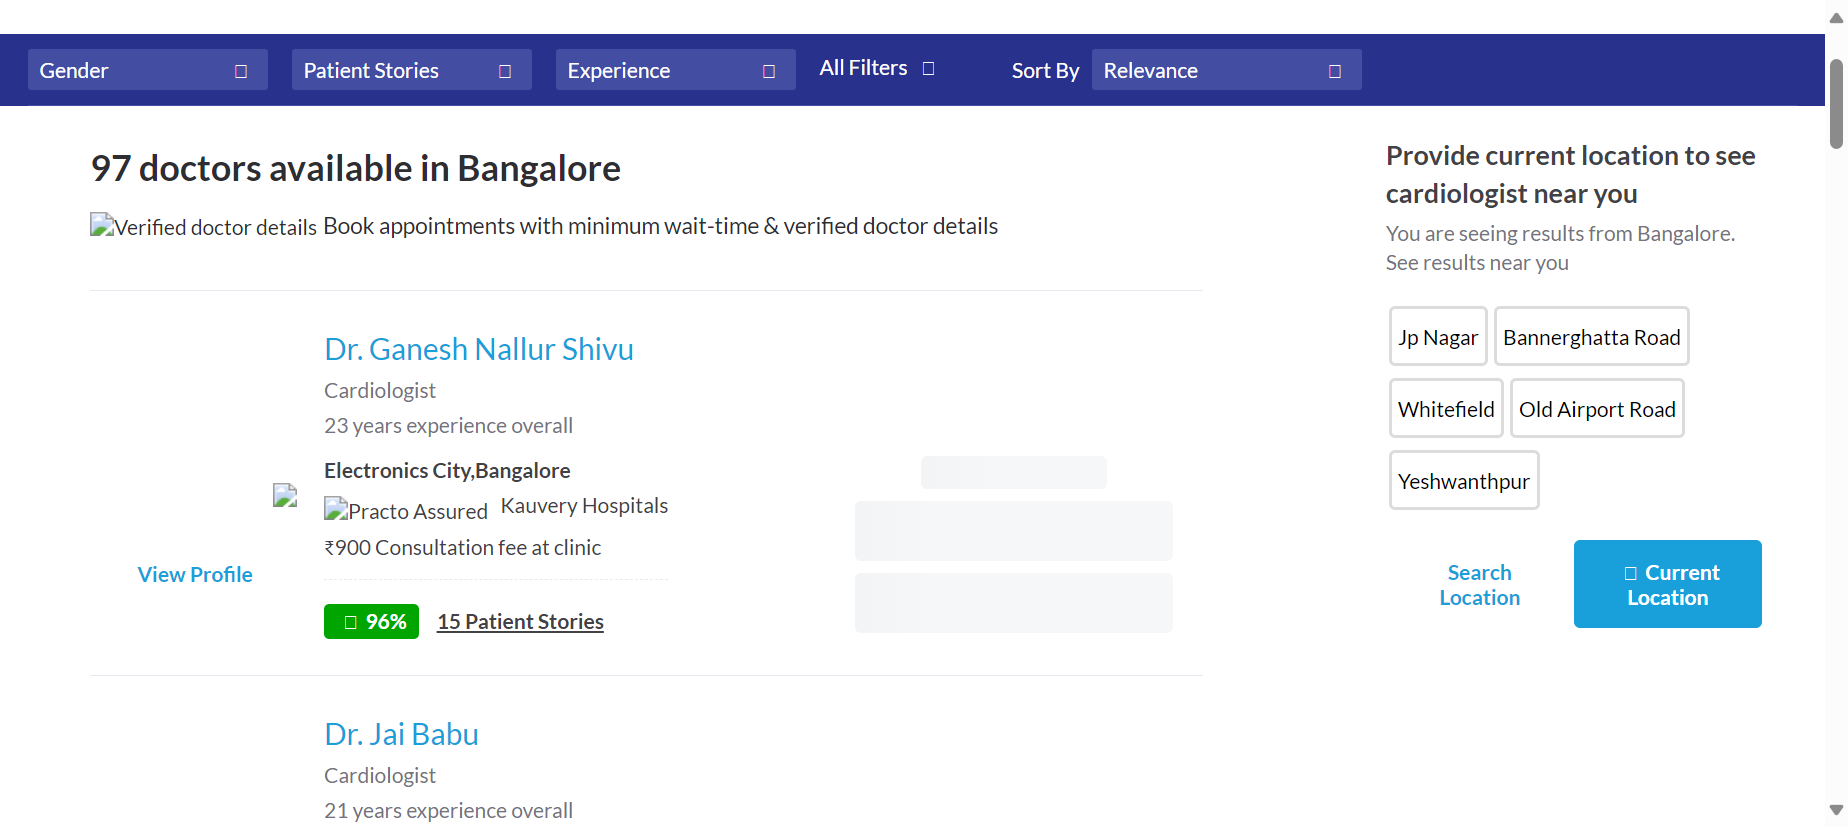 Gender
Patient Stories
Experience
All Filters
Sort By
Relevance
97 doctors available in Bangalore
Verified doctor details Book appointments with minimum wait-time & verified doctor details
Dr. Ganesh Nallur Shivu
Cardiologist
23 years experience overall
Electronics City,Bangalore
Practo Assured Kauvery Hospitals
₹900 Consultation fee at clinic
View Profile
96% 15 Patient Stories
Dr. Jai Babu
Cardiologist
21 years experience overall
Provide current location to see
cardiologist near you
You are seeing results from Bangalore.
See results near you
Jp Nagar
Bannerghatta Road
Whitefield
Old Airport Road
Yeshwanthpur
Search
Location
Current
Location